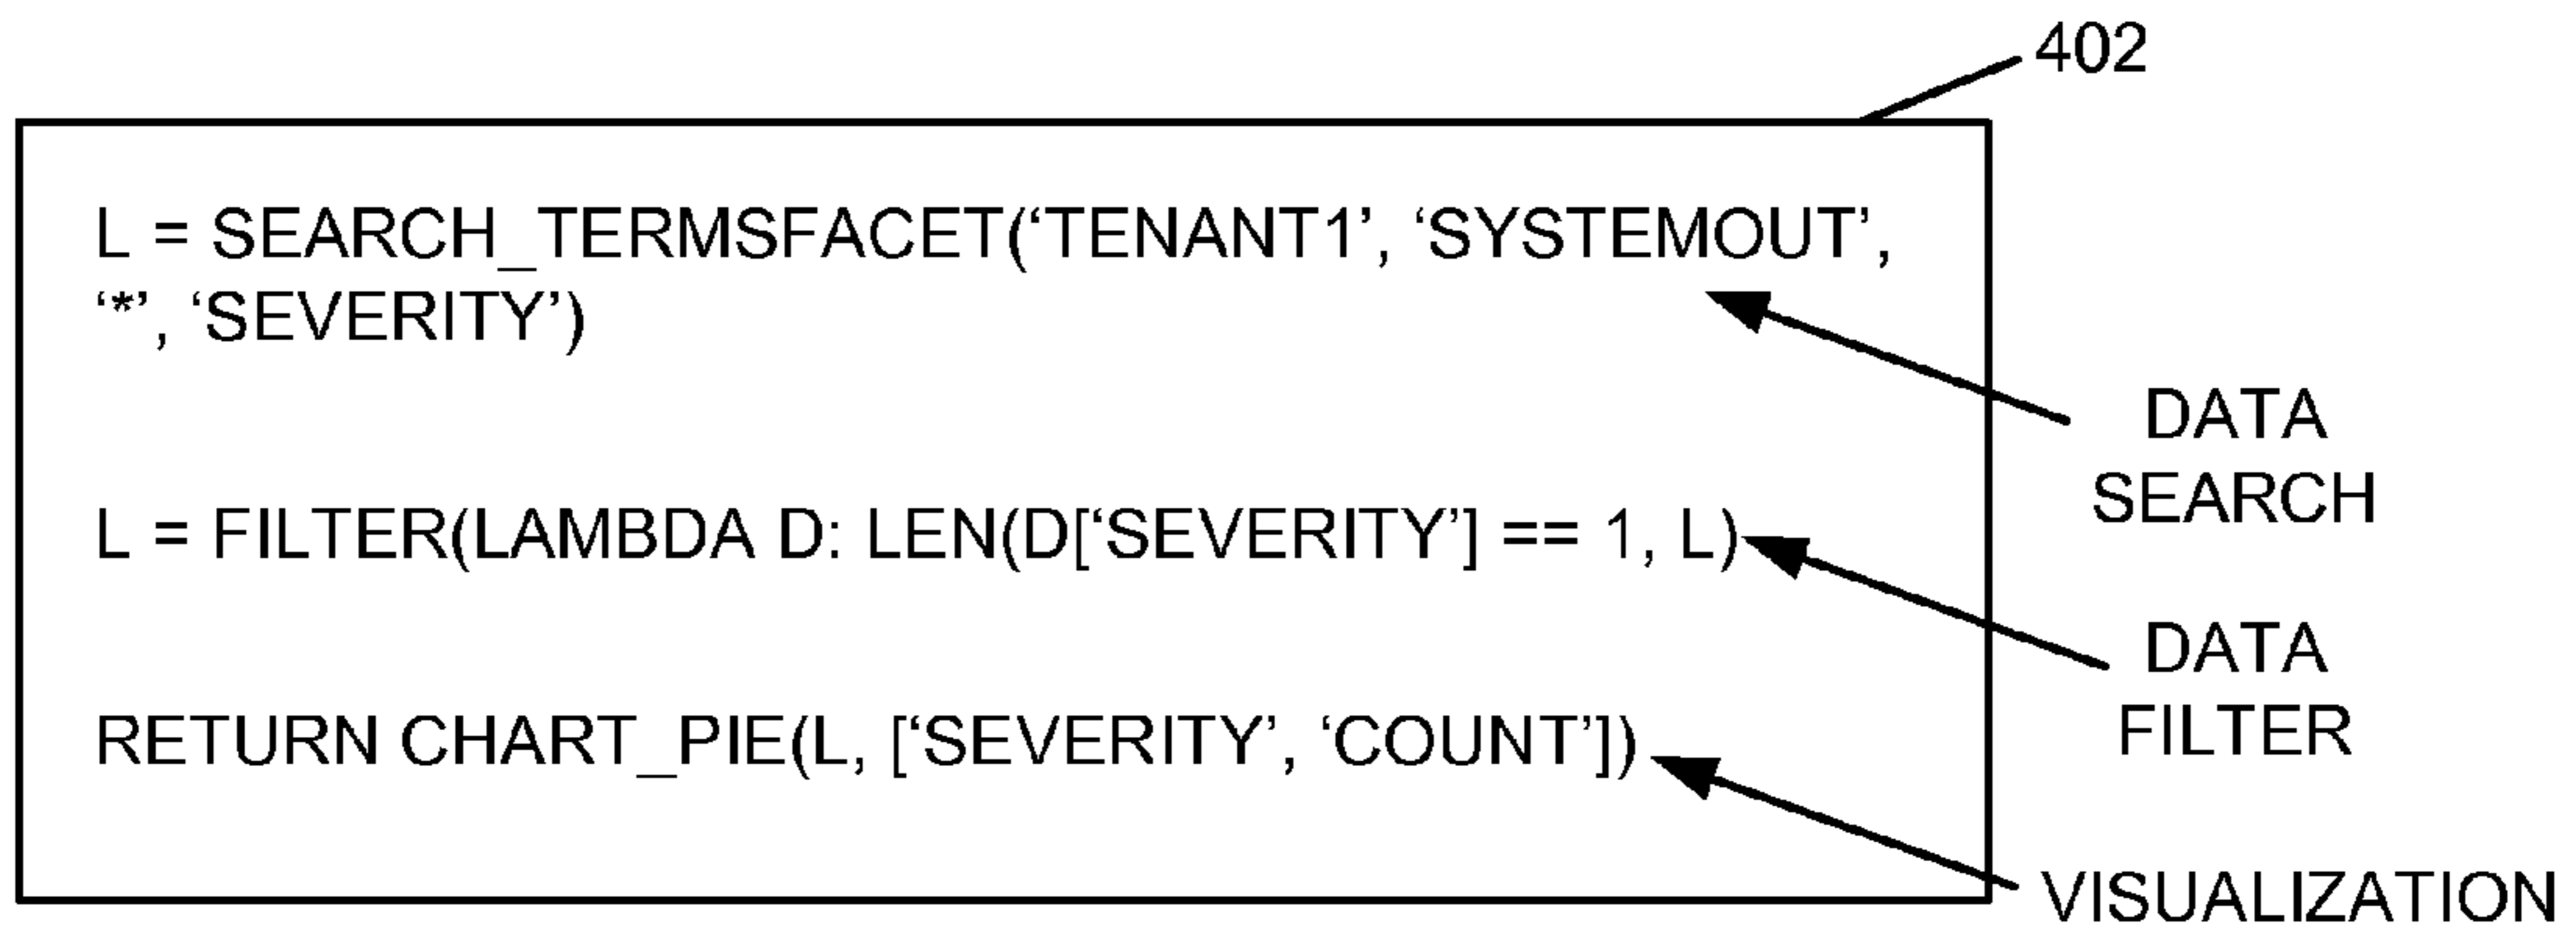 402
L = SEARCH_TERMSFACET(‘TENANT1’, ‘SYSTEMOUT’,
‘*’, ‘SEVERITY’)
DATA
SEARCH
L = FILTER(LAMBDA D: LEN(D[‘SEVERITY’] == 1, L)
DATA
FILTER
RETURN CHART_PIE(L, [‘SEVERITY’, ‘COUNT’])
VISUALIZATION